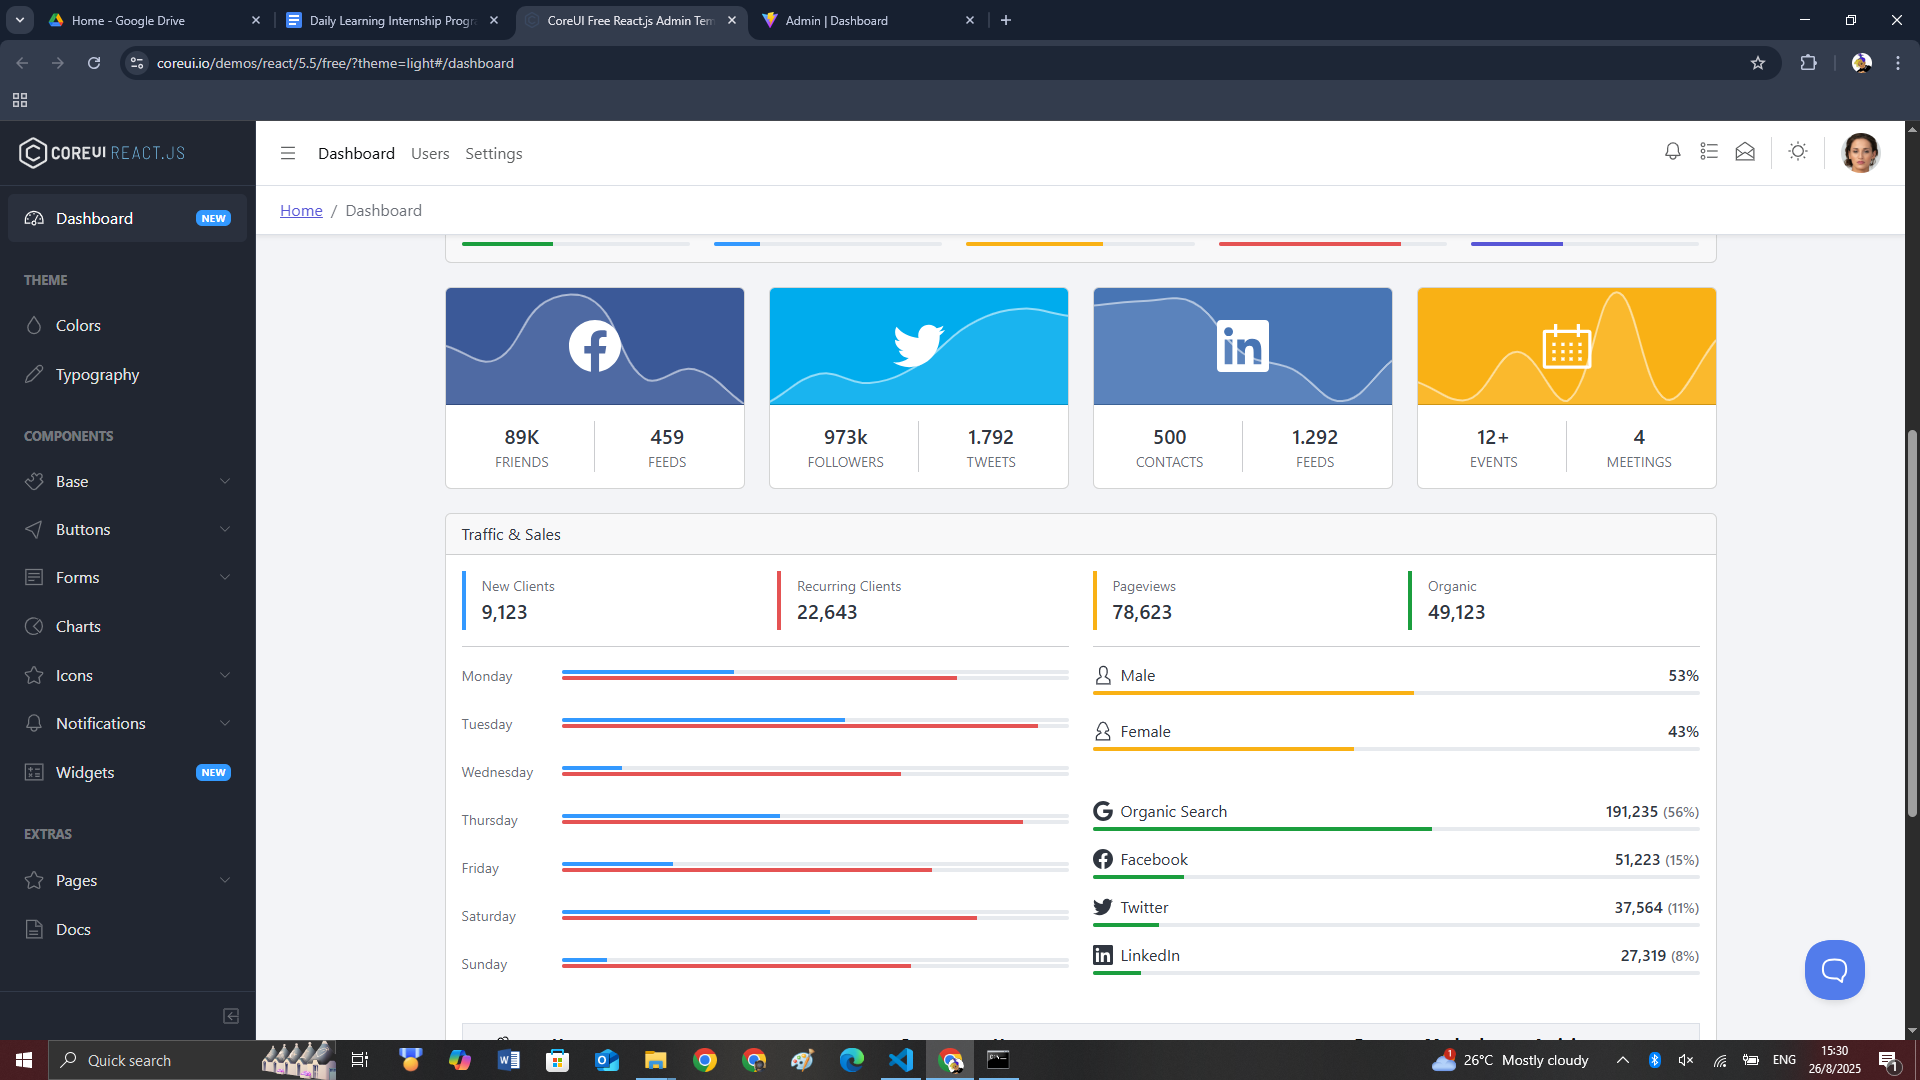 Home - Google Drive
Daily Learning Internship Progra
CoreUI Free React.js Admin Tem
Admin | Dashboard
coreui.io/demos/react/5.5/free/?theme=light#/dashboard
COREUI REACT.JS
Dashboard NEW
THEME
Colors
Typography
COMPONENTS
Base
Buttons
Forms
Charts
Icons
Notifications
Widgets NEW
EXTRAS
Pages
Docs
Dashboard Users Settings
Home / Dashboard
89K FRIENDS
459 FEEDS
973k FOLLOWERS
1.792 TWEETS
in
500 CONTACTS
1.292 FEEDS
12+ EVENTS
4 MEETINGS
Traffic & Sales
New Clients
9,123
Recurring Clients
22,643
Pageviews
78,623
Organic
49,123
Monday
Tuesday
Wednesday
Thursday
Friday
Saturday
Sunday
Male 53%
Female 43%
Organic Search 191,235 (56%)
Facebook 51,223 (15%)
Twitter 37,564 (11%)
LinkedIn 27,319 (8%)
Quick search
26°C Mostly cloudy
ENG
15:30
26/8/2025
1